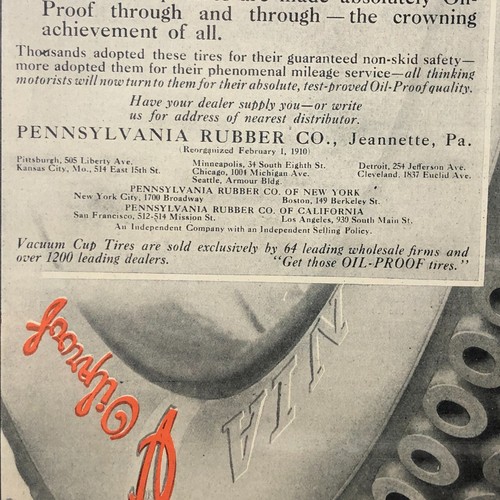 Proof through and through—the crowning
achievement of all.
Thousands adopted these tires for their guaranteed non-skid safety—
more adopted them for their phenomenal mileage service—all thinking
motorists will now turn to them for their absolute, test-proved Oil-Proof quality.
Have your dealer supply you—or write
us for address of nearest distributor.
PENNSYLVANIA RUBBER CO., Jeannette, Pa.
(Reorganized February 1, 1910)
Pittsburgh, 505 Liberty Ave. Minneapolis, 34 South Eighth St. Detroit, 254 Jefferson Ave.
Kansas City, Mo., 514 East 15th St. Chicago, 1004 Michigan Ave. Cleveland, 1837 Euclid Ave.
Seattle, Armour Bldg.
PENNSYLVANIA RUBBER CO. OF NEW YORK
New York City, 1700 Broadway Boston, 149 Berkeley St.
PENNSYLVANIA RUBBER CO. OF CALIFORNIA
San Francisco, 512-514 Mission St. Los Angeles, 930 South Main St.
An Independent Company with an Independent Selling Policy.
Vacuum Cup Tires are sold exclusively by 64 leading wholesale firms and
over 1200 leading dealers. "Get those OIL-PROOF tires."
Oilproof